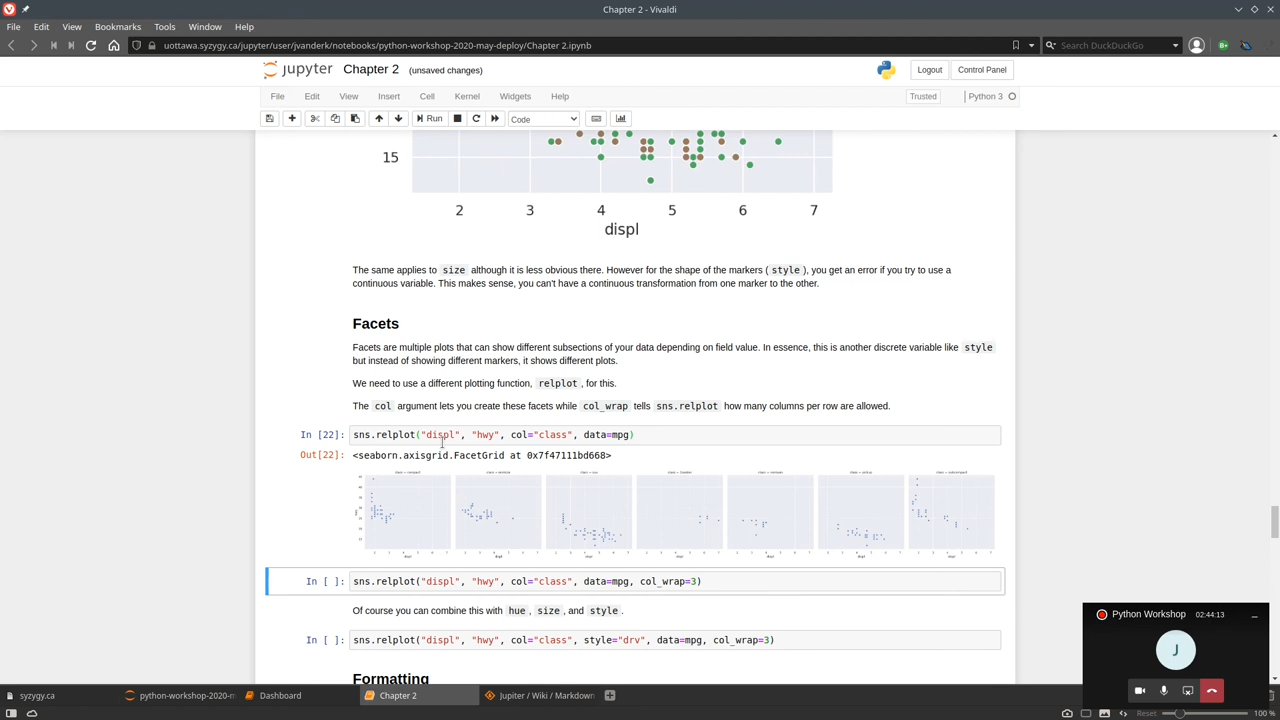 Chapter 2 - Vivaldi
File Edit View Bookmarks Tools Window Help
uottawa.syzygy.ca/jupyter/user/jvanderk/notebooks/python-workshop-2020-may-deploy/Chapter 2.ipynb
Search DuckDuckGo
jupyter Chapter 2 (unsaved changes)
Logout Control Panel
File Edit View Insert Cell Kernel Widgets Help
Trusted Python 3
Run Code
15
2 3 4 5 6 7
displ
The same applies to size although it is less obvious there. However for the shape of the markers ( style ), you get an error if you try to use a
continuous variable. This makes sense, you can't have a continuous transformation from one marker to the other.
Facets
Facets are multiple plots that can show different subsections of your data depending on field value. In essence, this is another discrete variable like style
but instead of showing different markers, it shows different plots.
We need to use a different plotting function, relplot , for this.
The col argument lets you create these facets while col_wrap tells sns.relplot how many columns per row are allowed.
In [22]: sns.relplot("displ", "hwy", col="class", data=mpg)
Out[22]: <seaborn.axisgrid.FacetGrid at 0x7f47111bd668>
In [ ]: sns.relplot("displ", "hwy", col="class", data=mpg, col_wrap=3)
Of course you can combine this with hue , size , and style .
In [ ]: sns.relplot("displ", "hwy", col="class", style="drv", data=mpg, col_wrap=3)
Formatting
Python Workshop 02:44:13
J
syzygy.ca python-workshop-2020-m Dashboard Chapter 2 Jupiter / Wiki / Markdown
Reset 100 %